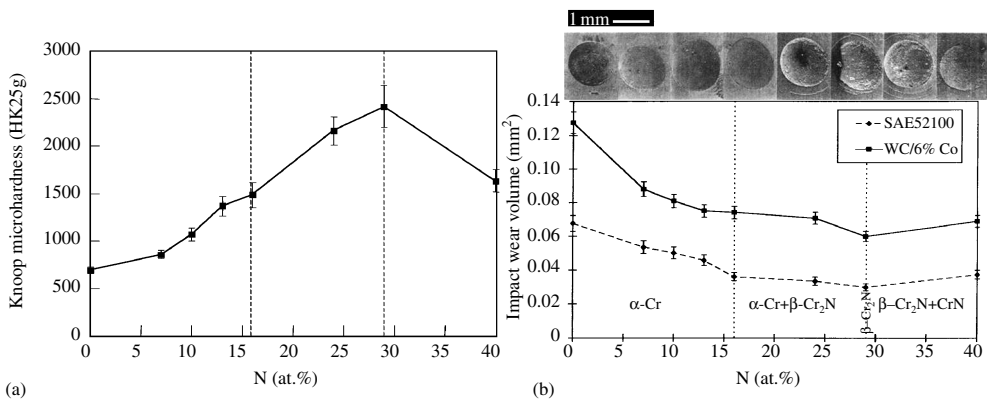 3000
2500
2000
1500
1000
500
0
0 5 10 15 20 25 30 35 40
Knoop microhardness (HK25g)
N (at.%)
(a)
1 mm
0.14
0.12
0.10
0.08
0.06
0.04
0.02
0
0 5 10 15 20 25 30 35 40
Impact wear volume (mm²)
SAE52100
WC/6% Co
α-Cr
α-Cr+β-Cr₂N
β-Cr₂N
β–Cr₂N+CrN
N (at.%)
(b)